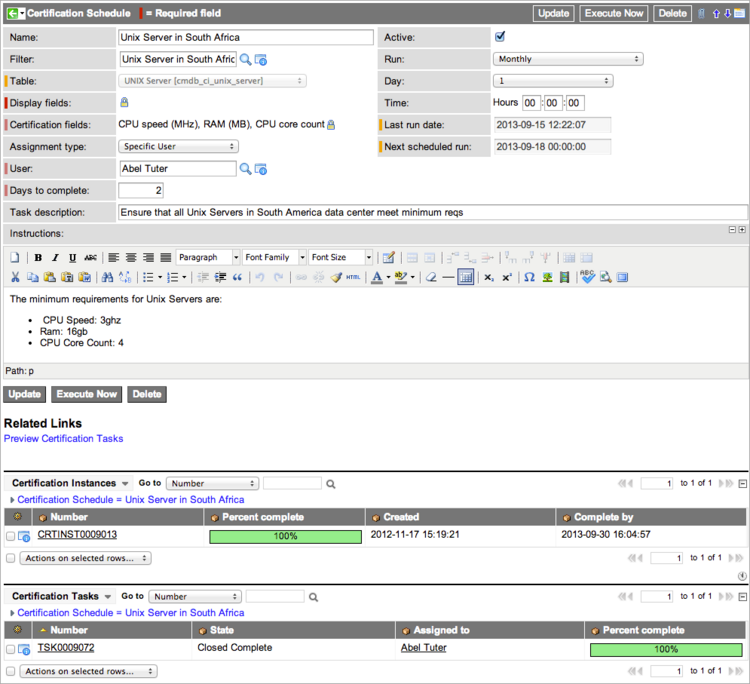 Certification Schedule = Required field Update Execute Now Delete
Name: Unix Server in South Africa Active:
Filter: Unix Server in South Afric Run: Monthly
Table: UNIX Server [cmdb_ci_unix_server] Day: 1
Display fields: Time: Hours 00 : 00 : 00
Certification fields: CPU speed (MHz), RAM (MB), CPU core count Last run date: 2013-09-15 12:22:07
Assignment type: Specific User Next scheduled run: 2013-09-18 00:00:00
User: Abel Tuter
Days to complete: 2
Task description: Ensure that all Unix Servers in South America data center meet minimum reqs
Instructions:
B I U ABC Paragraph Font Family Font Size
HTML A ab x₂ x² Ω ABC
The minimum requirements for Unix Servers are:
• CPU Speed: 3ghz
• Ram: 16gb
• CPU Core Count: 4
Path: p
Update Execute Now Delete
Related Links
Preview Certification Tasks
Certification Instances Go to Number 1 to 1 of 1
Certification Schedule = Unix Server in South Africa
Number Percent complete Created Complete by
CRTINST0009013 100% 2012-11-17 15:19:21 2013-09-30 16:04:57
Actions on selected rows... 1 to 1 of 1
Certification Tasks Go to Number 1 to 1 of 1
Certification Schedule = Unix Server in South Africa
Number State Assigned to Percent complete
TSK0009072 Closed Complete Abel Tuter 100%
Actions on selected rows... 1 to 1 of 1